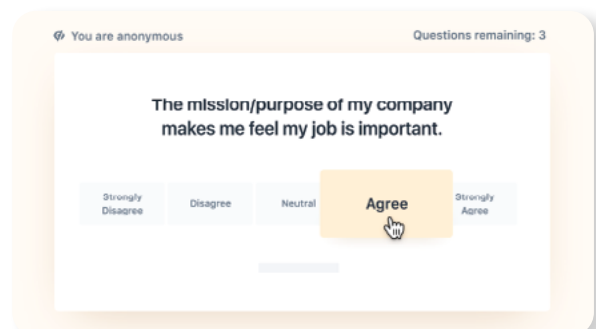 You are anonymous
Questions remaining: 3
The mission/purpose of my company
makes me feel my job is important.
Strongly
Disagree
Disagree
Neutral
Agree
Strongly
Agree